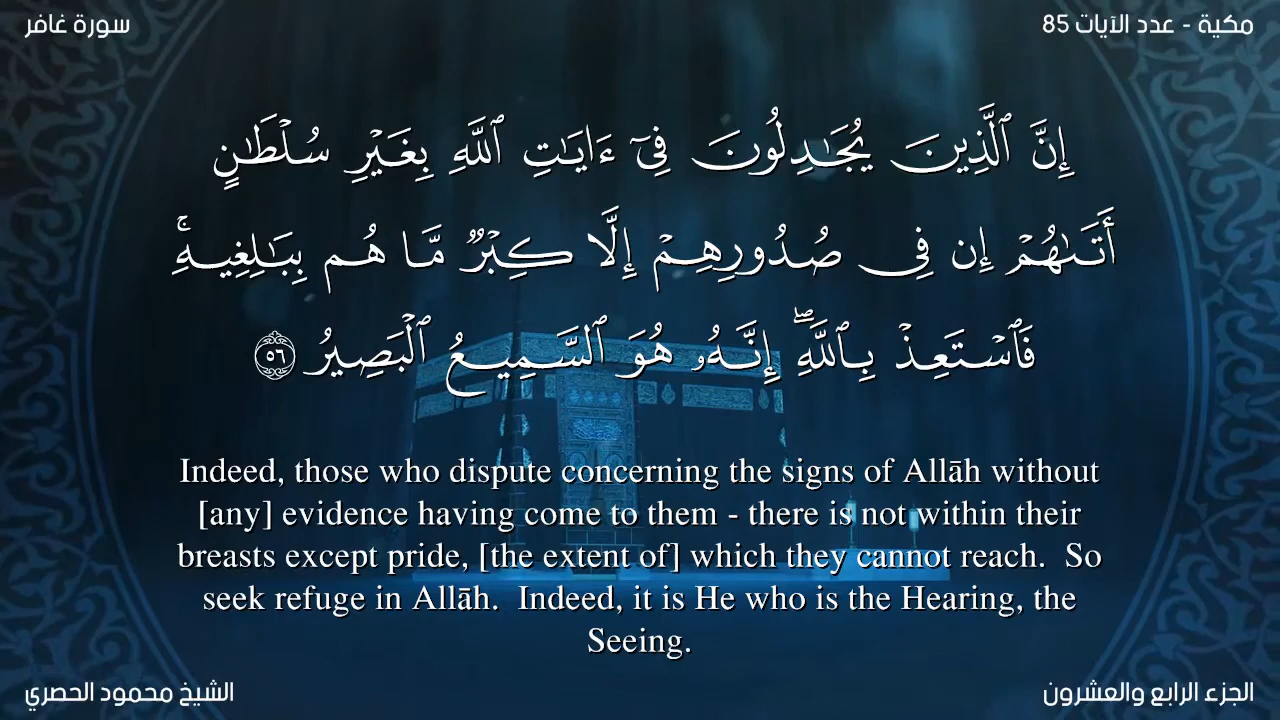 سورة غافر
مكية - عدد الآيات 85
إِنَّ ٱلَّذِينَ يُجَـٰدِلُونَ فِىٓ ءَايَـٰتِ ٱللَّهِ بِغَيْرِ سُلْطَـٰنٍ
أَتَىٰهُمْ إِن فِى صُدُورِهِمْ إِلَّا كِبْرٌ مَّا هُم بِبَـٰلِغِيهِ ۚ
فَٱسْتَعِذْ بِٱللَّهِ ۖ إِنَّهُۥ هُوَ ٱلسَّمِيعُ ٱلْبَصِيرُ ٥٦
Indeed, those who dispute concerning the signs of Allāh without
[any] evidence having come to them - there is not within their
breasts except pride, [the extent of] which they cannot reach.  So
seek refuge in Allāh.  Indeed, it is He who is the Hearing, the
Seeing.
الشيخ محمود الحصري
الجزء الرابع والعشرون